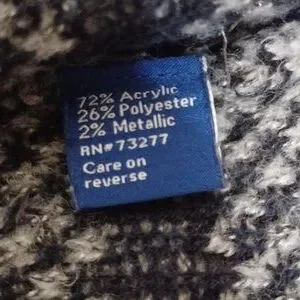 72% Acrylic
26% Polyester
2% Metallic
RN#73277
Care on
reverse